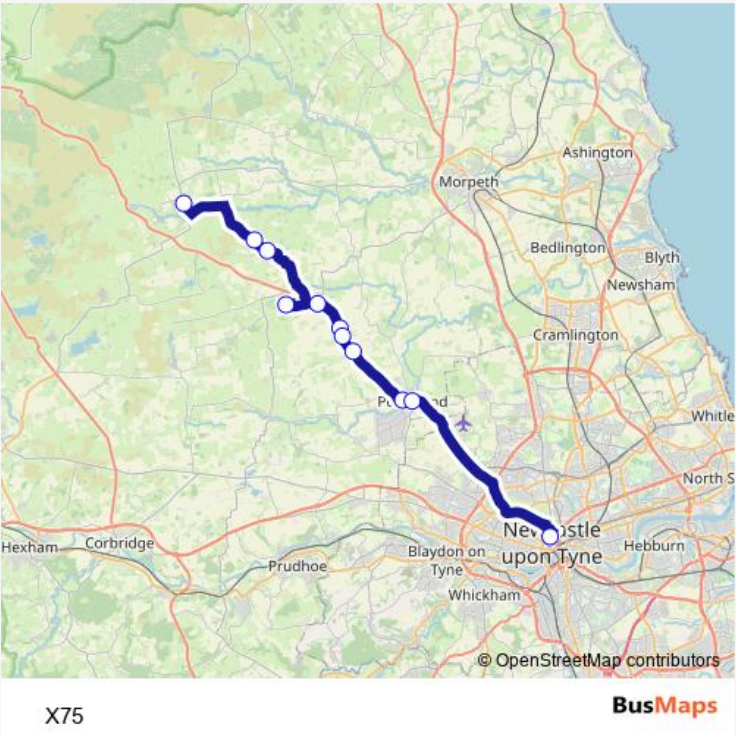 Ashington
Morpeth
Bedlington
Blyth
Newsham
Cramlington
Whitle
North S
Newcastle
upon Tyne
Hebburn
Hexham
Corbridge
Prudhoe
Blaydon on
Tyne
Whickham
© OpenStreetMap contributors
X75
BusMaps